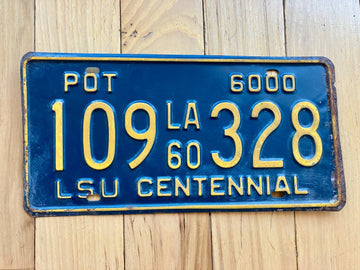 POT 6000
109 LA 60 328
LSU CENTENNIAL